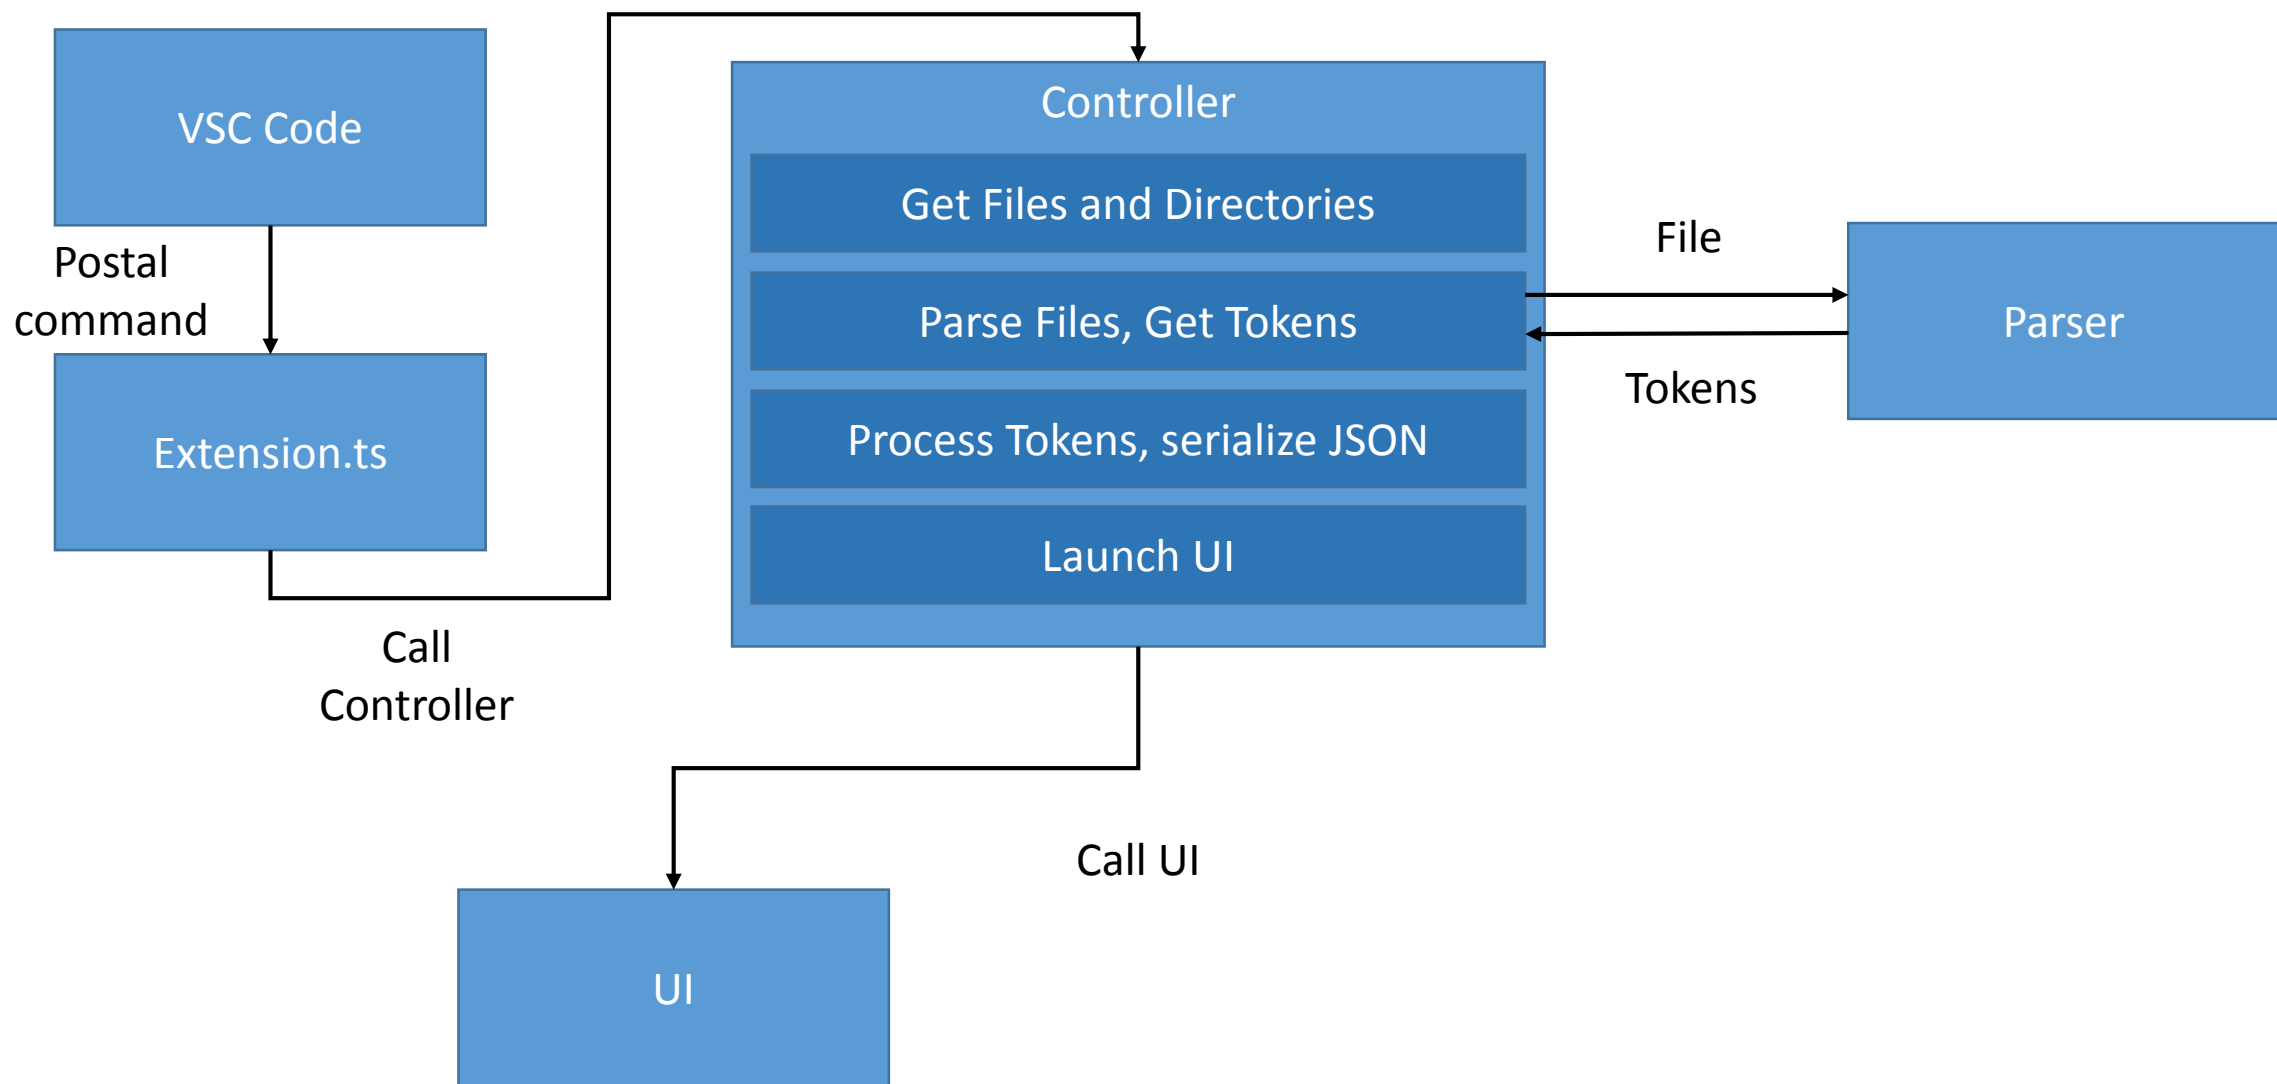 VSC Code
Postal
command
Extension.ts
Call
Controller
Controller
Get Files and Directories
Parse Files, Get Tokens
Process Tokens, serialize JSON
Launch UI
File
Tokens
Parser
Call UI
UI